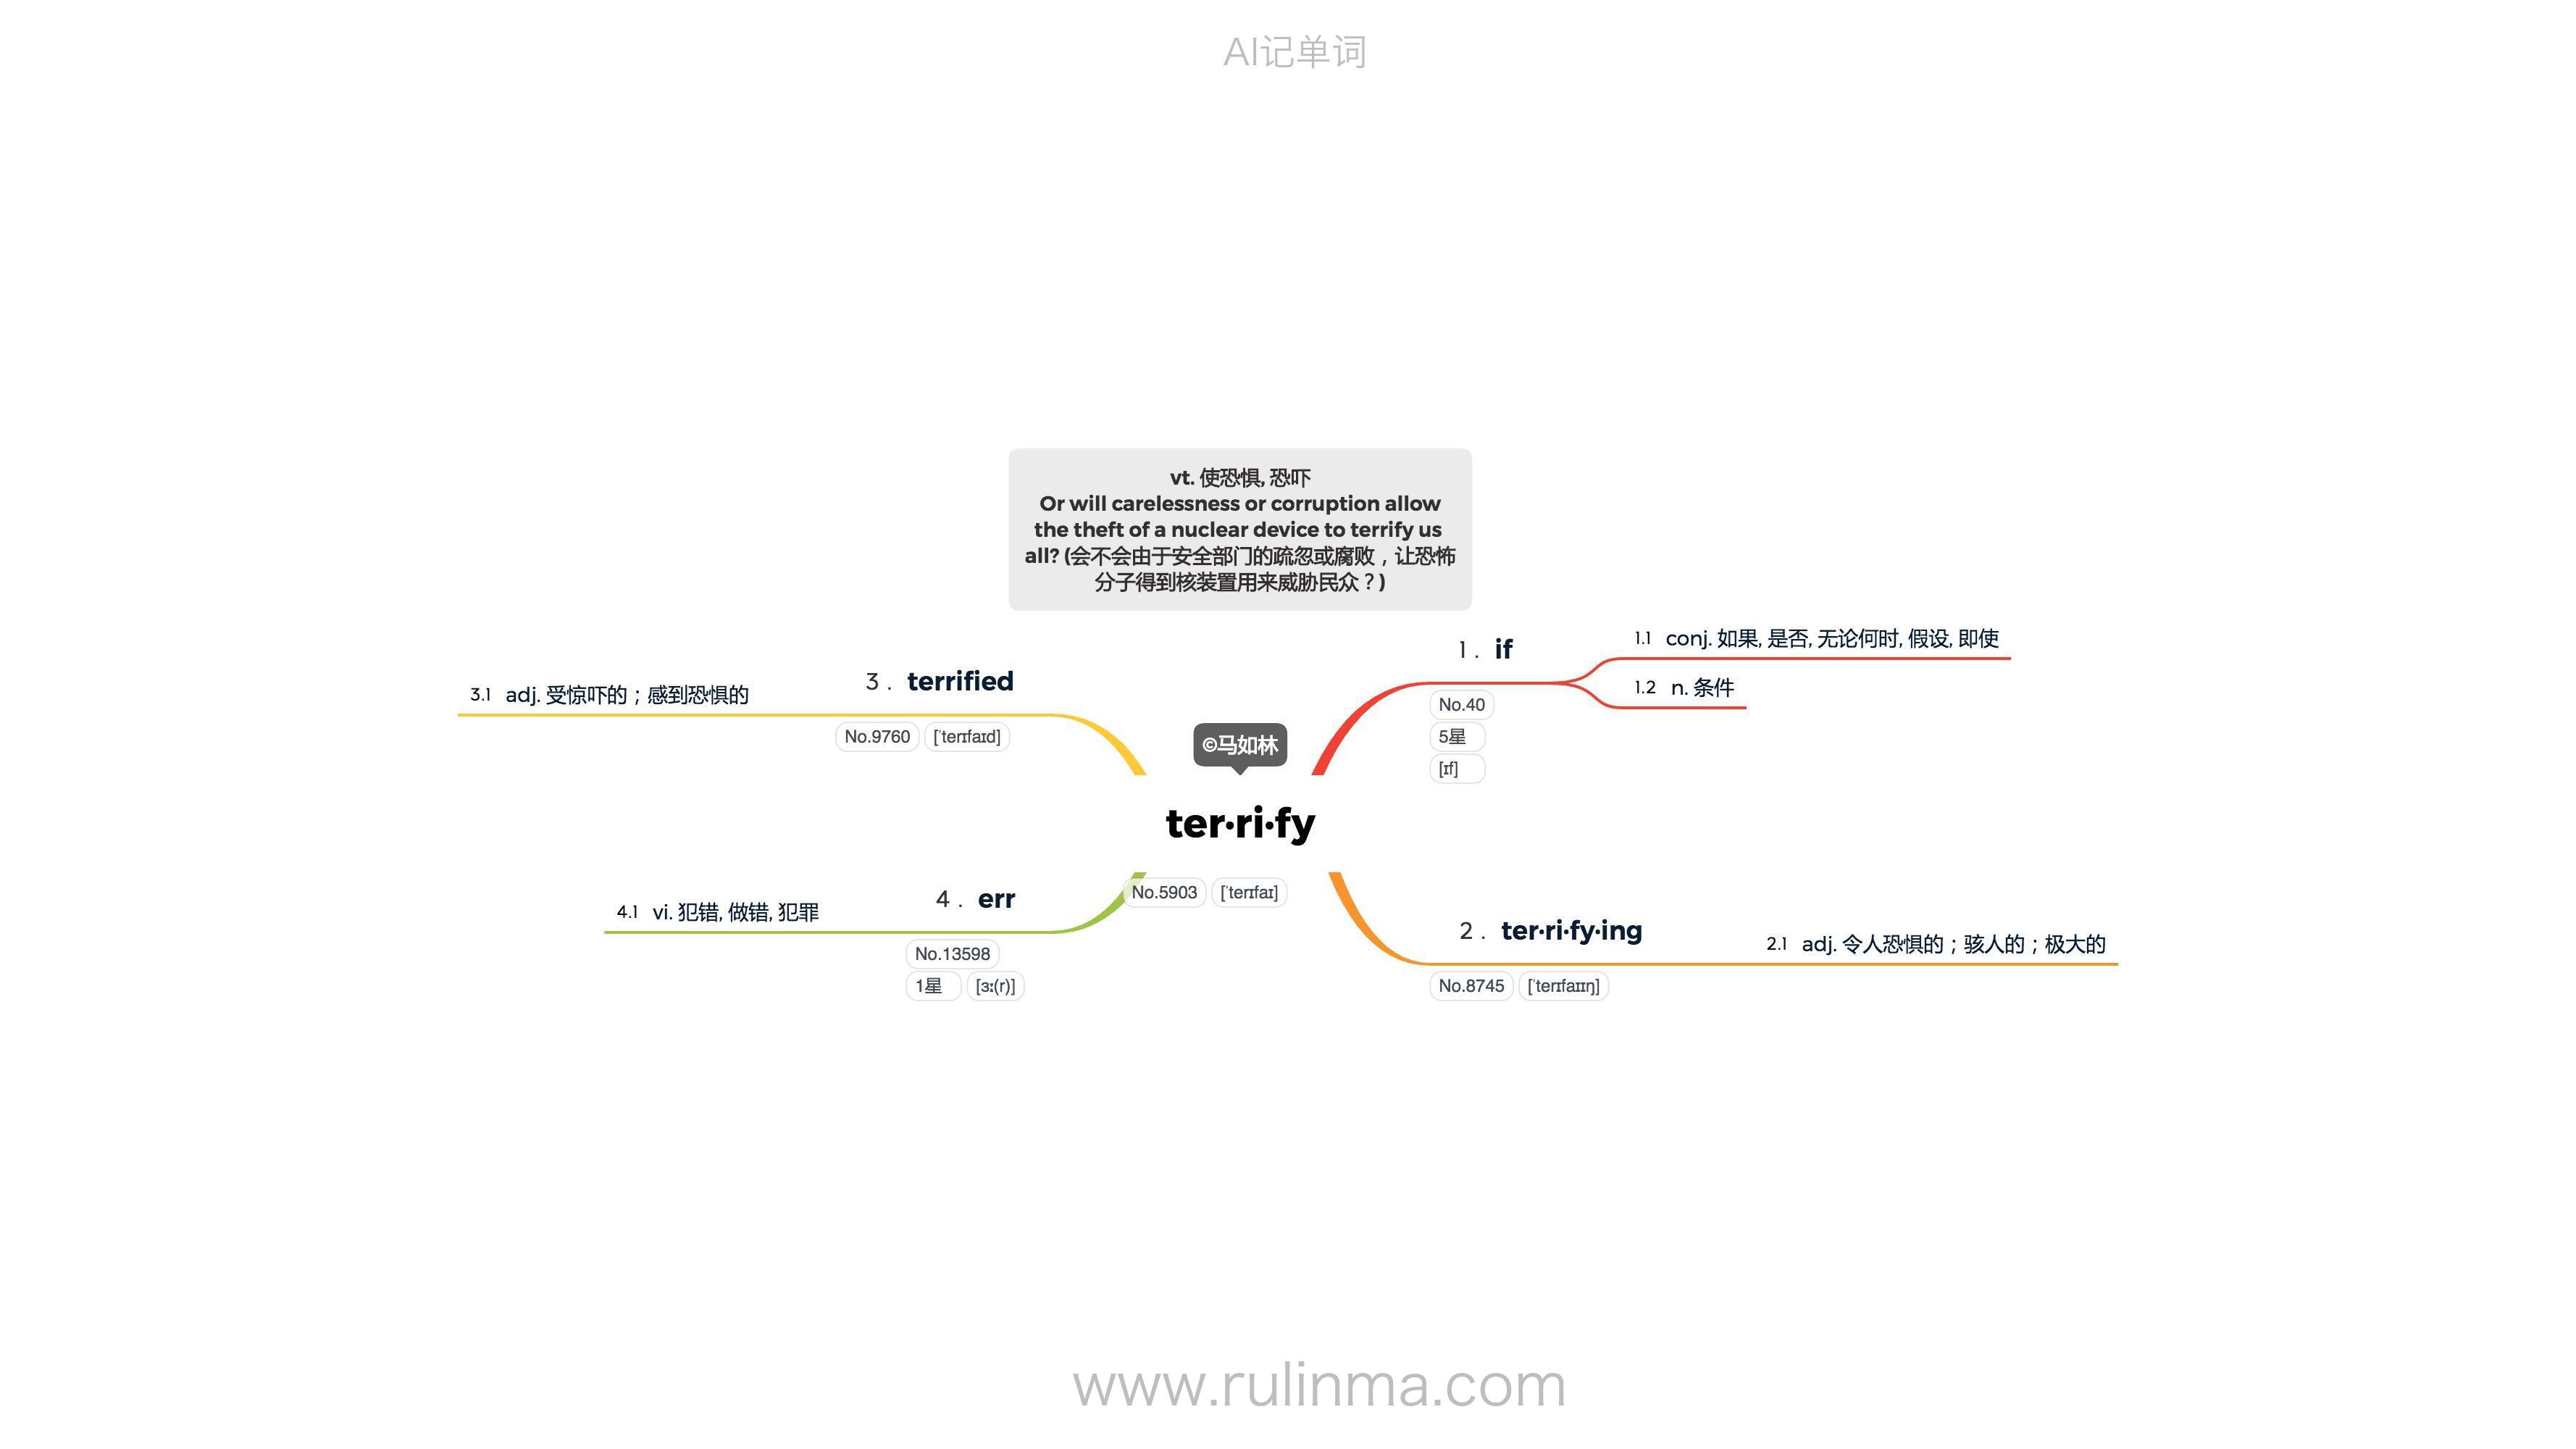 AI记单词
vt. 使恐惧, 恐吓
Or will carelessness or corruption allow
the theft of a nuclear device to terrify us
all? (会不会由于安全部门的疏忽或腐败，让恐怖
分子得到核装置用来威胁民众？)
©马如林
ter·ri·fy
No.5903 [ˈterɪfaɪ]
1. if
No.40
5星
[ɪf]
1.1 conj. 如果, 是否, 无论何时, 假设, 即使
1.2 n. 条件
2. ter·ri·fy·ing
No.8745 [ˈterɪfaɪɪŋ]
2.1 adj. 令人恐惧的；骇人的；极大的
3. terrified
No.9760 [ˈterɪfaɪd]
3.1 adj. 受惊吓的；感到恐惧的
4. err
No.13598
1星 [ɜː(r)]
4.1 vi. 犯错, 做错, 犯罪
www.rulinma.com